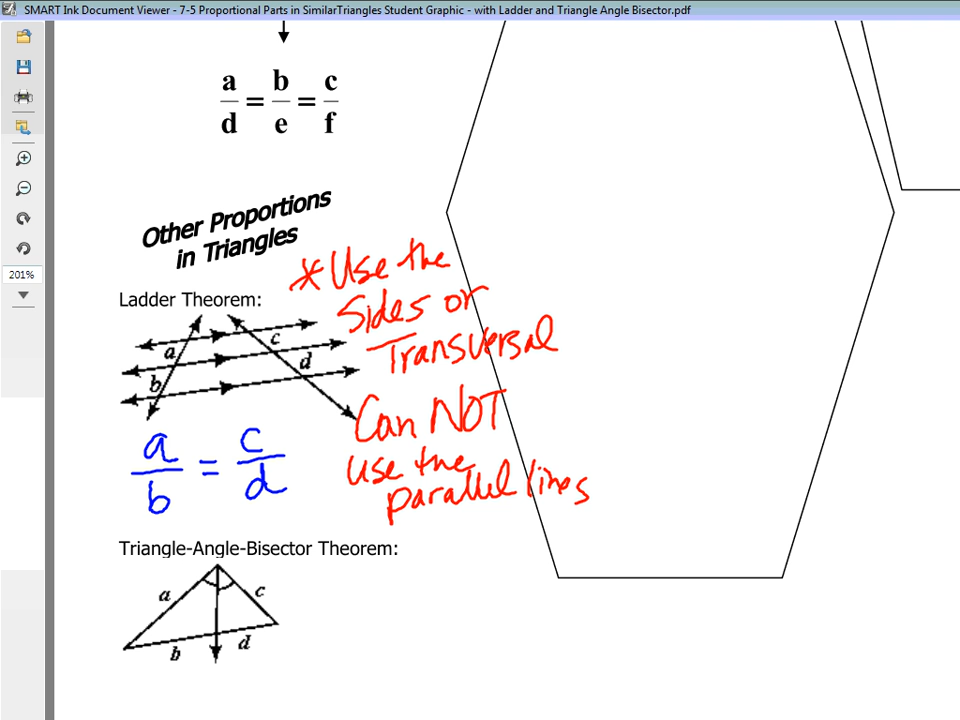 SMART Ink Document Viewer - 7-5 Proportional Parts in SimilarTriangles Student Graphic - with Ladder and Triangle Angle Bisector.pdf
a/d = b/e = c/f
201%
Other Proportions
in Triangles
*Use the
Sides or
Transversal
Ladder Theorem:
a
c
b
d
Can NOT
use the
parallel lines
a/b = c/d
Triangle-Angle-Bisector Theorem:
a
c
b
d